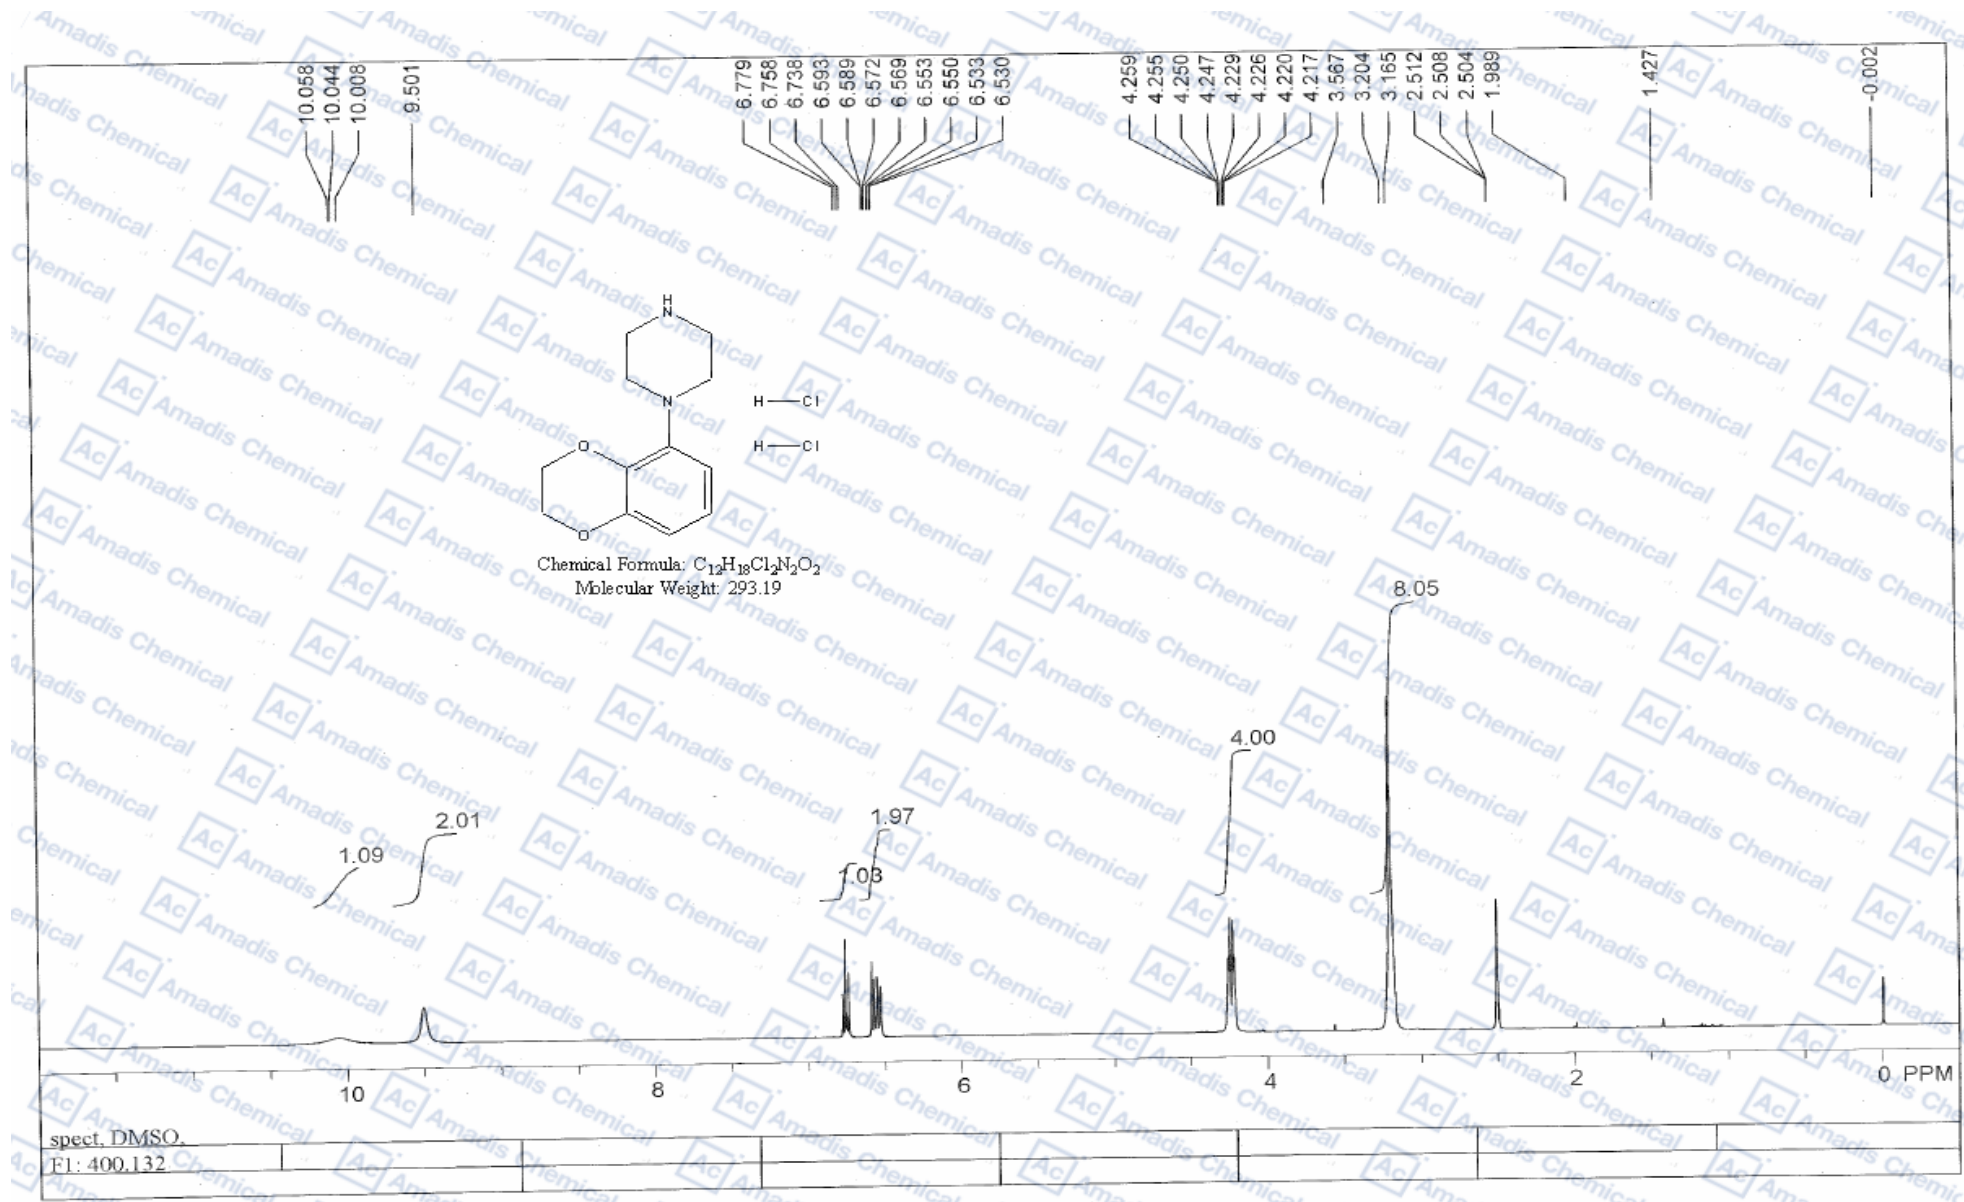 10.058
10.044
10.008
9.501
6.779
6.758
6.738
6.593
6.589
6.572
6.569
6.553
6.550
6.533
6.530
4.259
4.255
4.250
4.247
4.229
4.226
4.220
4.217
3.567
3.204
3.165
2.512
2.508
2.504
1.989
1.427
-0.002
H
N
N
H—Cl
O
H—Cl
O
Chemical Formula: C₁₂H₁₈Cl₂N₂O₂
Molecular Weight: 293.19
8.05
4.00
2.01
1.97
1.09
1.03
10 8 6 4 2 0 PPM
spect, DMSO,
F1: 400.132
Ac Amadis Chemical